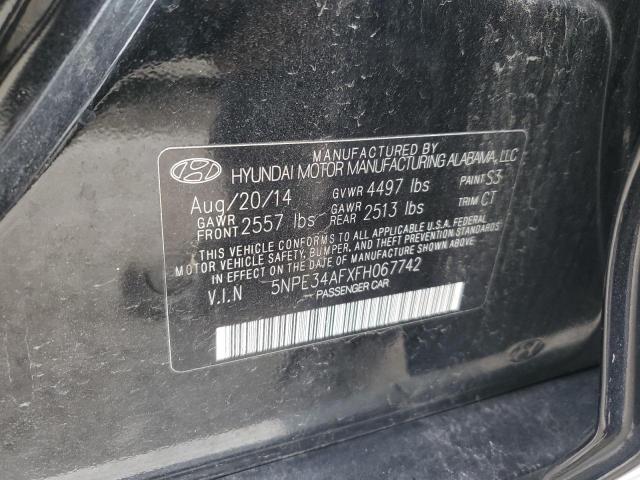 MANUFACTURED BY
HYUNDAI MOTOR MANUFACTURING ALABAMA, LLC
Aug/20/14 GVWR 4497 lbs PAINT S3
GAWR FRONT 2557 lbs GAWR REAR 2513 lbs TRIM CT
THIS VEHICLE CONFORMS TO ALL APPLICABLE U.S.A. FEDERAL
MOTOR VEHICLE SAFETY, BUMPER, AND THEFT PREVENTION STANDARDS
IN EFFECT ON THE DATE OF MANUFACTURE SHOWN ABOVE.
V.I.N 5NPE34AFXFH067742
PASSENGER CAR